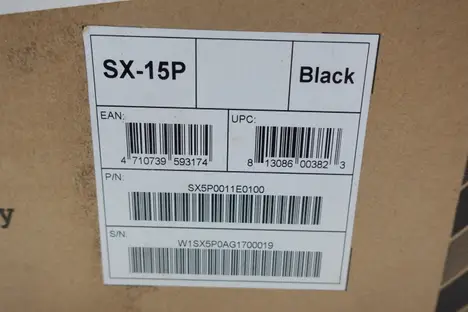 SX-15P
Black
EAN:
4 710739 593174
UPC:
8 13086 00382 3
P/N:
SX5P0011E0100
S/N:
W1SX5P0AG1700019
y